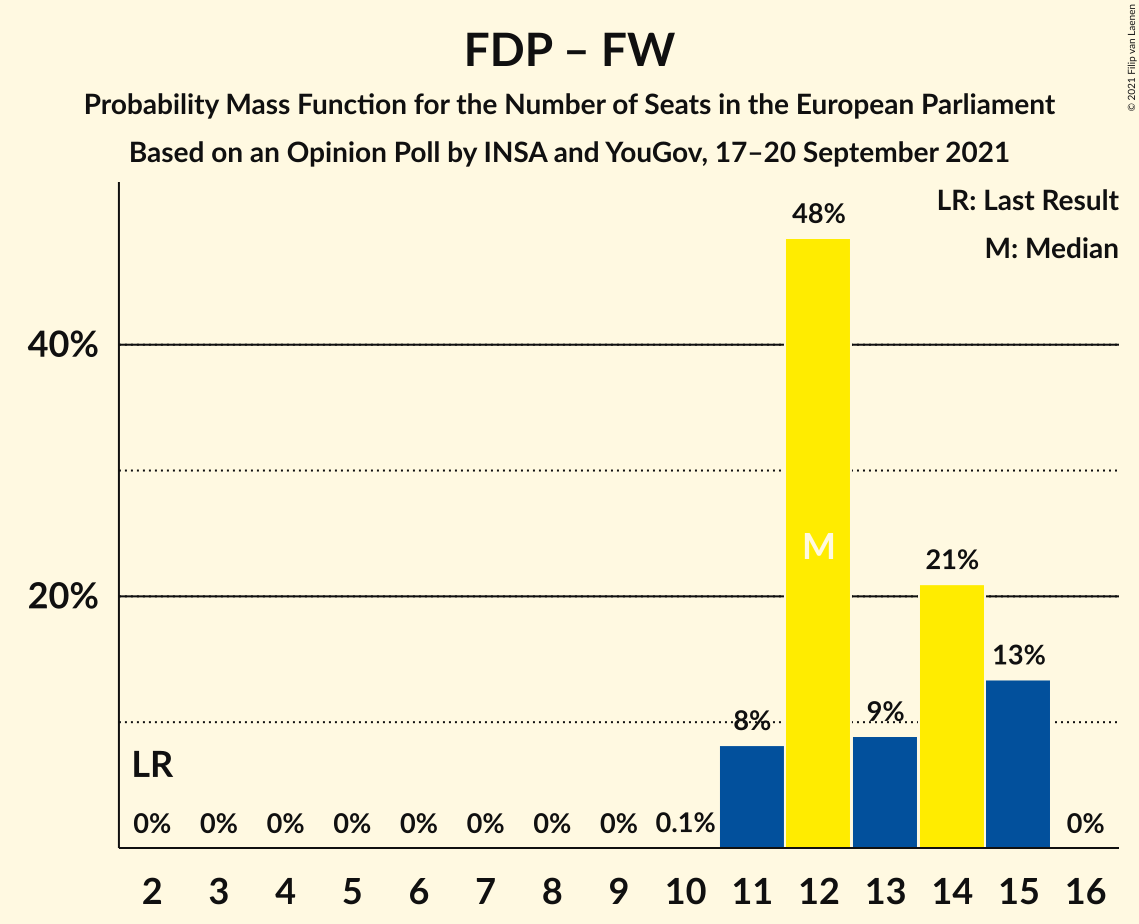 FDP – FW
Probability Mass Function for the Number of Seats in the European Parliament
Based on an Opinion Poll by INSA and YouGov, 17–20 September 2021
© 2021 Filip van Laenen
LR: Last Result
M: Median
48%
40%
M
21%
20%
13%
9%
8%
LR
0% 0% 0% 0% 0% 0% 0% 0% 0.1% 0%
2 3 4 5 6 7 8 9 10 11 12 13 14 15 16